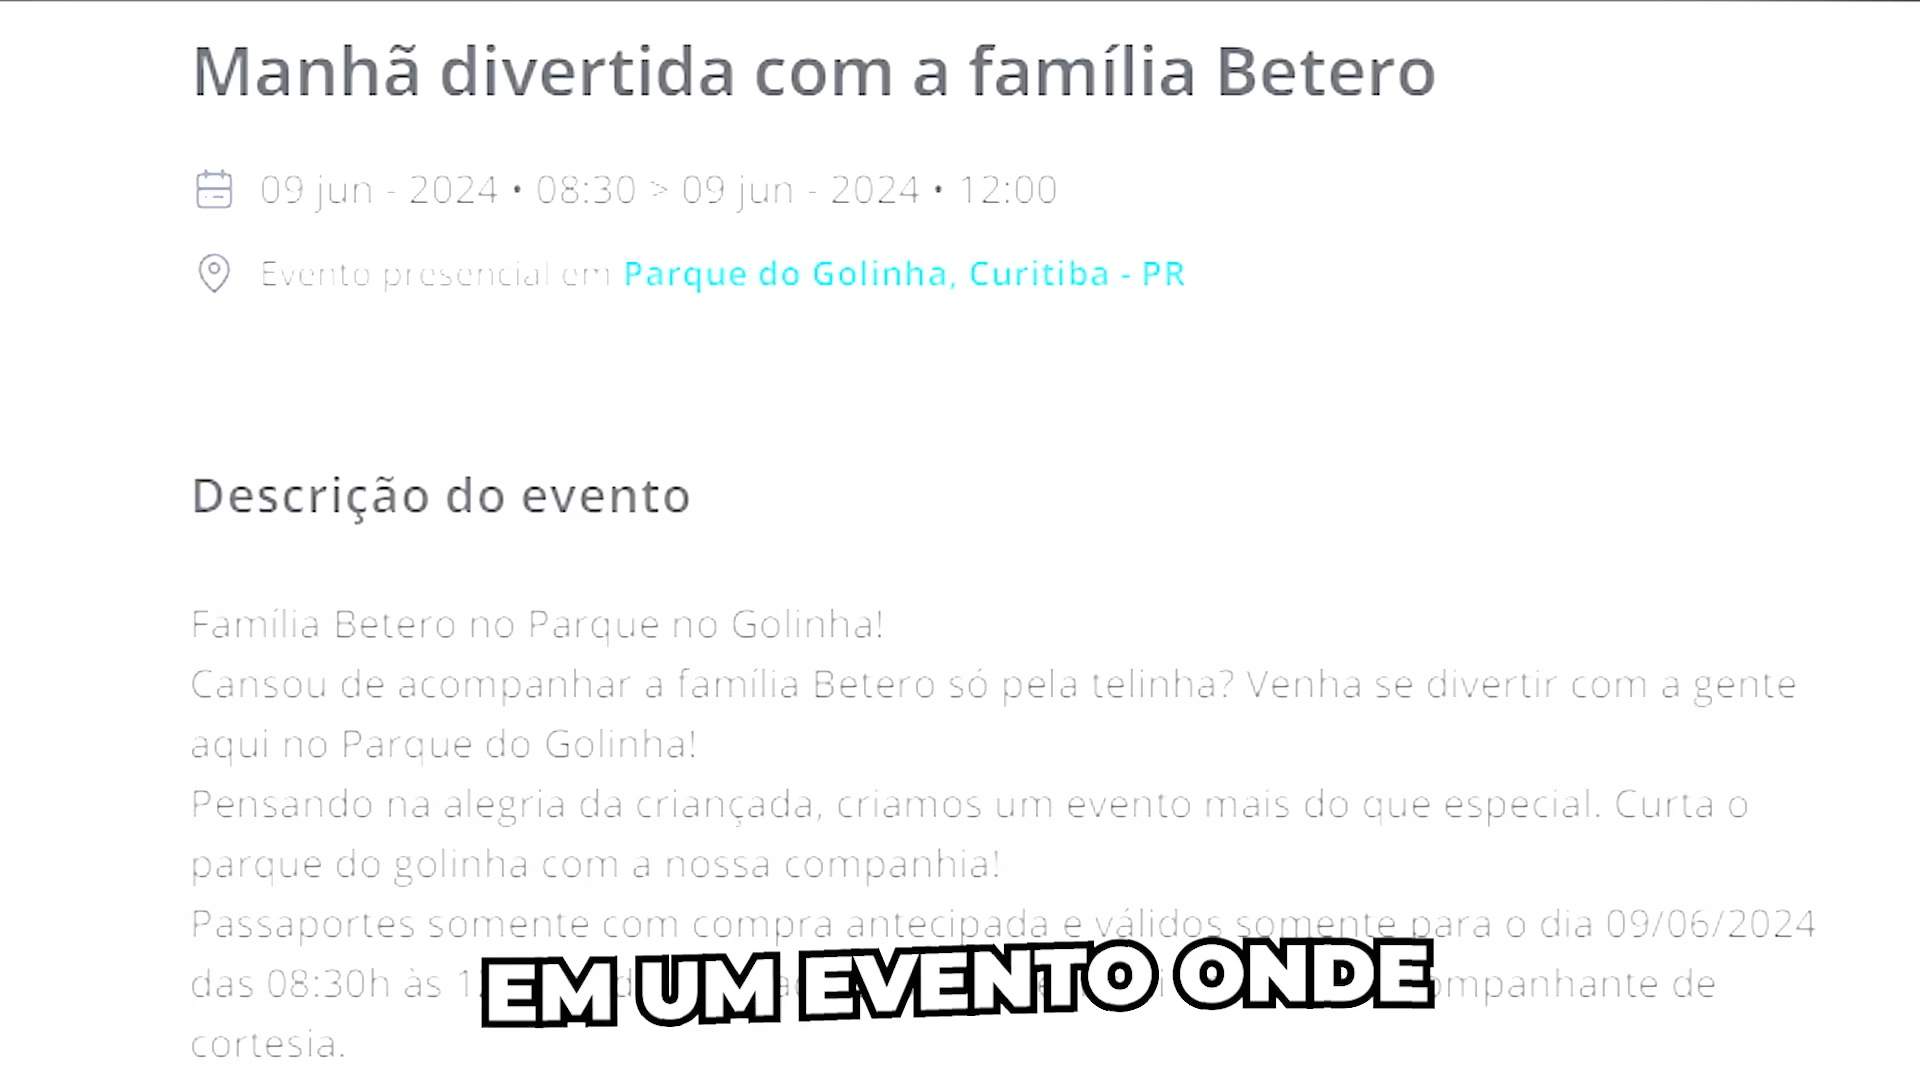 Manhã divertida com a família Betero
09 jun - 2024 • 08:30 > 09 jun - 2024 • 12:00
Evento presencial em Parque do Golinha, Curitiba - PR
Descrição do evento
Família Betero no Parque no Golinha!
Cansou de acompanhar a família Betero só pela telinha? Venha se divertir com a gente
aqui no Parque do Golinha!
Pensando na alegria da criançada, criamos um evento mais do que especial. Curta o
parque do golinha com a nossa companhia!
Passaportes somente com compra antecipada e válidos somente para o dia 09/06/2024
das 08:30h às de
cortesia.
EM UM EVENTO ONDE